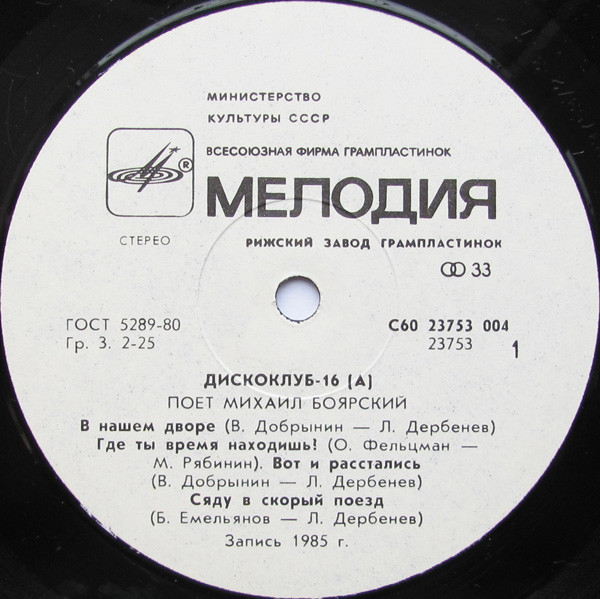 МИНИСТЕРСТВО
КУЛЬТУРЫ СССР
ВСЕСОЮЗНАЯ ФИРМА ГРАМПЛАСТИНОК
®
МЕЛОДИЯ
СТЕРЕО
РИЖСКИЙ ЗАВОД ГРАМПЛАСТИНОК
33
ГОСТ 5289-80
С60 23753 004
Гр. 3. 2-25
23753
1
ДИСКОКЛУБ-16 (А)
ПОЕТ МИХАИЛ БОЯРСКИЙ
В нашем дворе (В. Добрынин — Л. Дербенев)
Где ты время находишь! (О. Фельцман —
М. Рябинин). Вот и расстались
(В. Добрынин — Л. Дербенев)
Сяду в скорый поезд
(Б. Емельянов — Л. Дербенев)
Запись 1985 г.